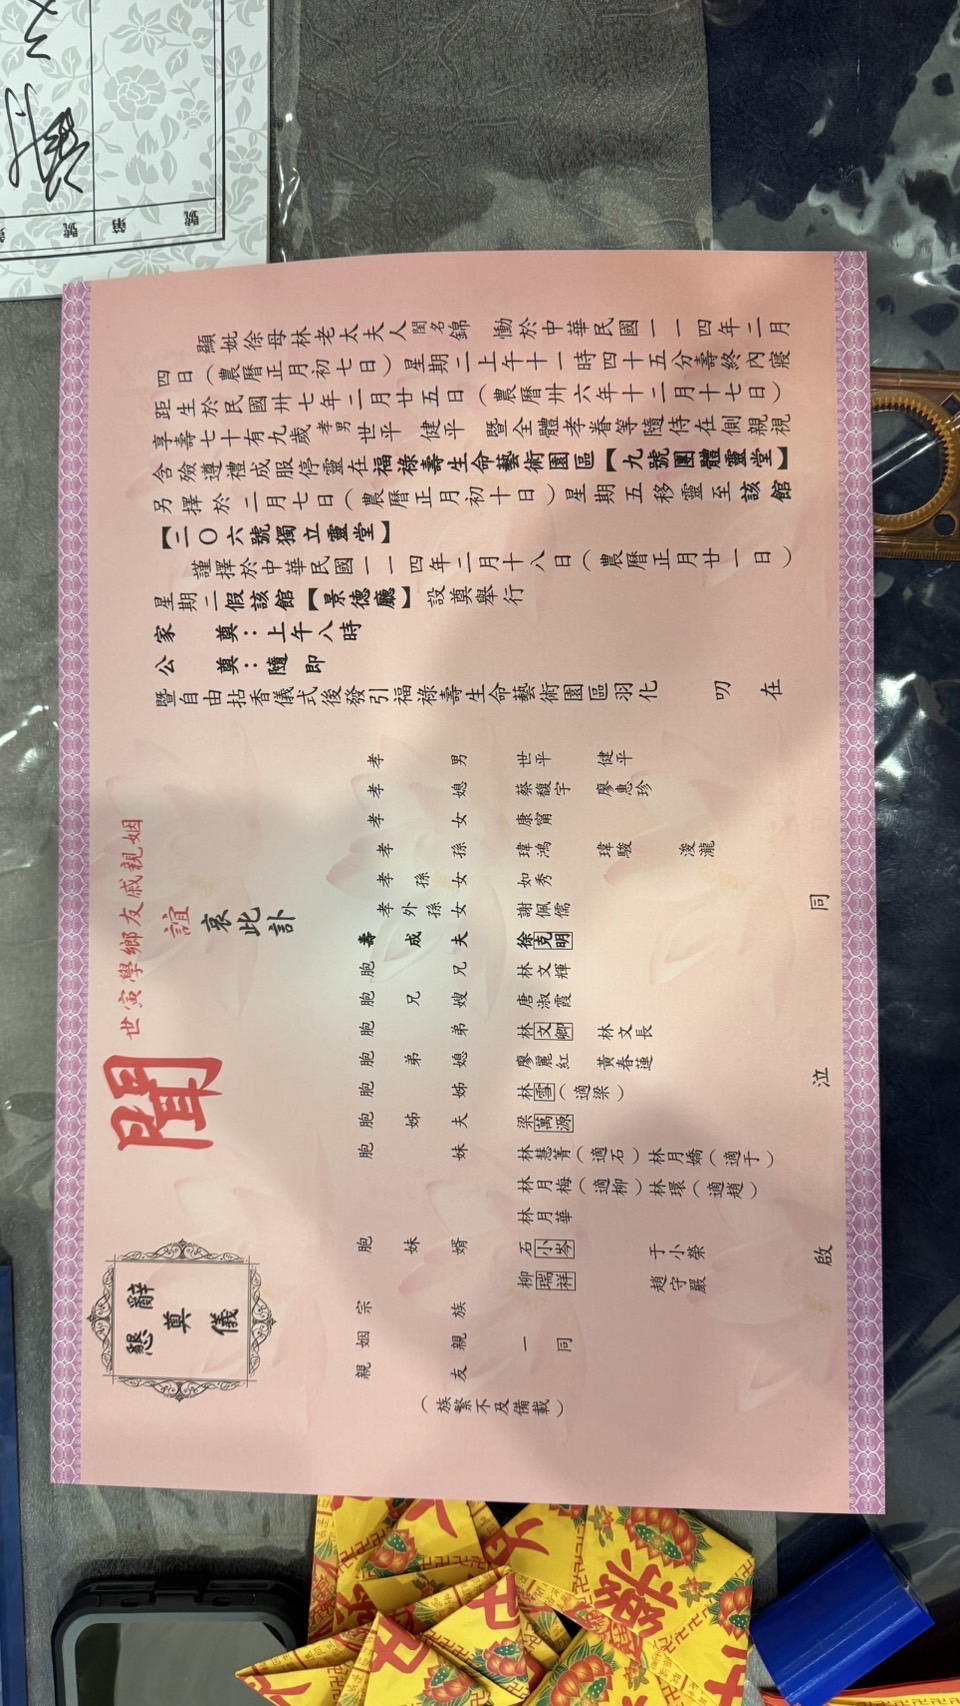 顯妣徐母林老太夫人閨名錦 慟於中華民國一一四年二月
四日(農曆正月初七日)星期二上午十一時四十五分壽終內寢
距生於民國卅七年二月廿五日(農曆卅六年十二月十七日)
享壽七十有九歲孝男世平 健平 暨全體孝眷等隨侍在側親視
含殮遵禮成服停靈在福祿壽生命藝術園區【九號團體靈堂】
另擇於二月七日(農曆正月初十日)星期五移靈至該館
【二〇六號獨立靈堂】
謹擇於中華民國一一四年二月十八日(農曆正月廿一日)
星期二假該館【景德廳】設奠舉行
家 奠:上午八時
公 奠:隨即
暨自由拈香儀式後發引福祿壽生命藝術園區羽化
叨 在
世寅學鄉友戚親姻
誼 哀此訃
聞
孝男 世平 健平
孝媳 蔡馥宇 廖惠珍
孝女 康甯
孝孫 瑋鴻 瑋駿 浚瀧
孝孫女 如秀
孝外孫女 謝佩儒
壽成夫 徐克明
胞兄 林文輝
胞兄嫂 唐淑霞
胞弟 林文卿 林文長
胞弟媳 廖麗紅 黃春蓮
胞姊 林雪(適梁)
胞姊夫 梁萬源
胞妹 林慧菁(適石) 林月嬌(適于)
林月梅(適柳) 林環(適趙)
林月華
胞妹婿 石小岑 于小榮
柳瑞祥 趙守嚴
宗族
姻親 一同
親友
(族繁不及備載)
同 泣 啟
懇辭
奠
儀
第 號
號